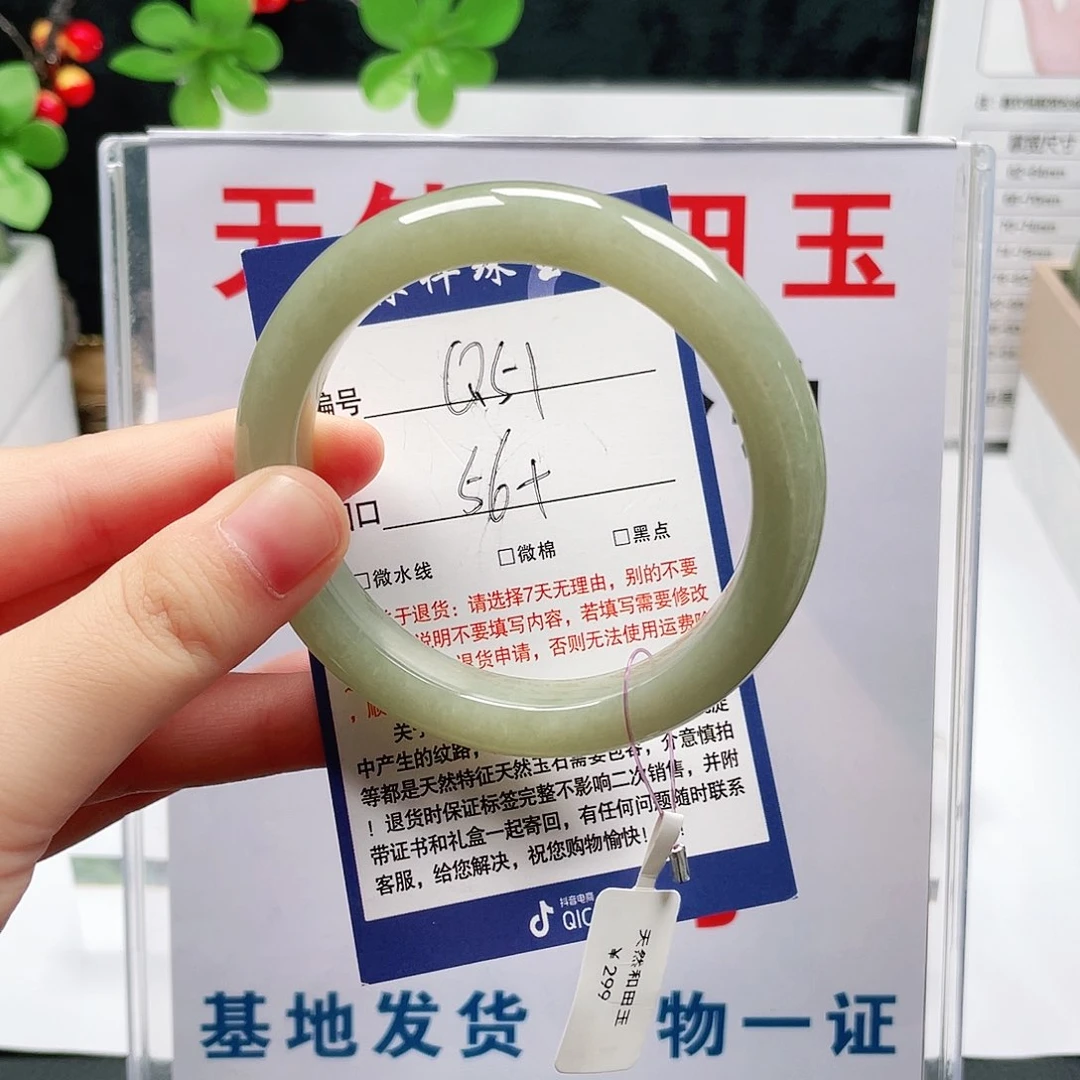 天 田玉
编号 Q51
口 56+
□微水线 □微棉 □黑点
于退货：请选择7天无理由，别的不要
说明不要填写内容，若填写需要修改
退货申请，否则无法使用运费
关
中产生的纹路， 介意慎拍
等都是天然特征天然玉石需要包容，
！退货时保证标签完整不影响二次销售，并附
带证书和礼盒一起寄回，有任何问题随时联系
客服，给您解决，祝您购物愉快！
抖音电商
QIC
天然和田玉
￥299
基地发货 物一证